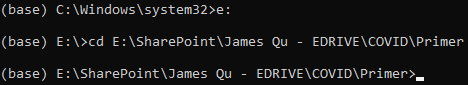 (base) C:\Windows\system32>e:
(base) E:\>cd E:\SharePoint\James Qu - EDRIVE\COVID\Primer
(base) E:\SharePoint\James Qu - EDRIVE\COVID\Primer>